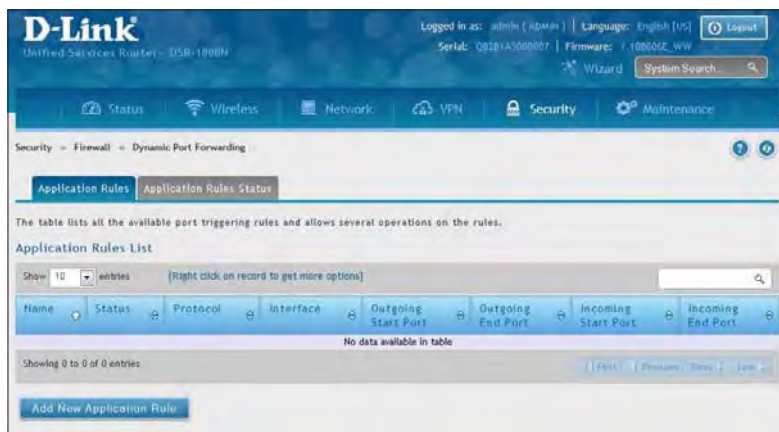 D-Link
Logged in as: admin ( ADMIN ) | Language: English [US]
Logout
Unified Services Router - DSR-1000N
Serial: | Firmware:
Wizard
System Search...
Status
Wireless
Network
VPN
Security
Maintenance
Security » Firewall » Dynamic Port Forwarding
Application Rules
Application Rules Status
The table lists all the available port triggering rules and allows several operations on the rules.
Application Rules List
Show 10 entries [Right click on record to get more options]
Name
Status
Protocol
Interface
Outgoing Start Port
Outgoing End Port
Incoming Start Port
Incoming End Port
No data available in table
Showing 0 to 0 of 0 entries
First
Previous
Next
Last
Add New Application Rule